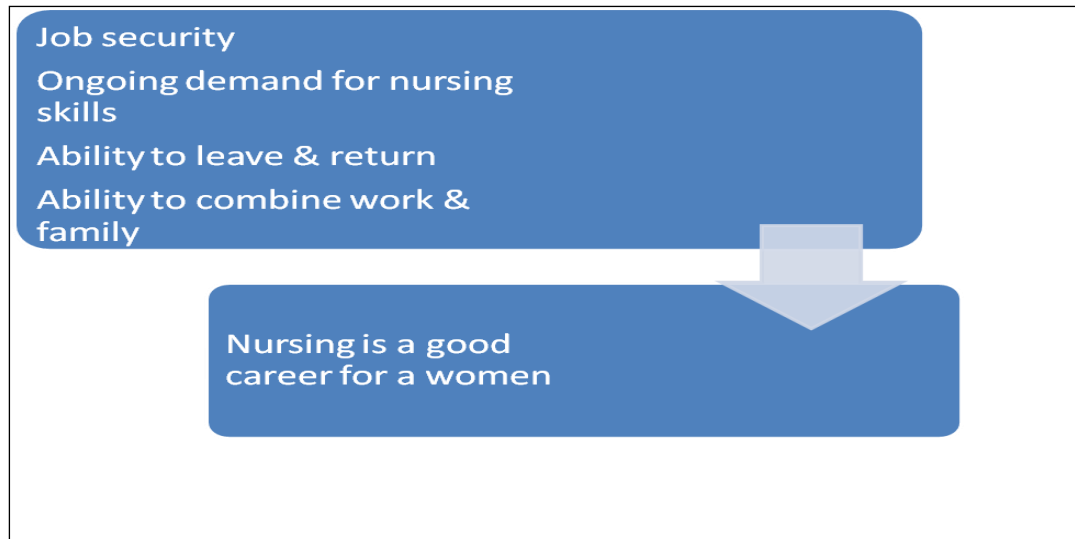 Job security
Ongoing demand for nursing
skills
Ability to leave & return
Ability to combine work &
family
Nursing is a good
career for a women